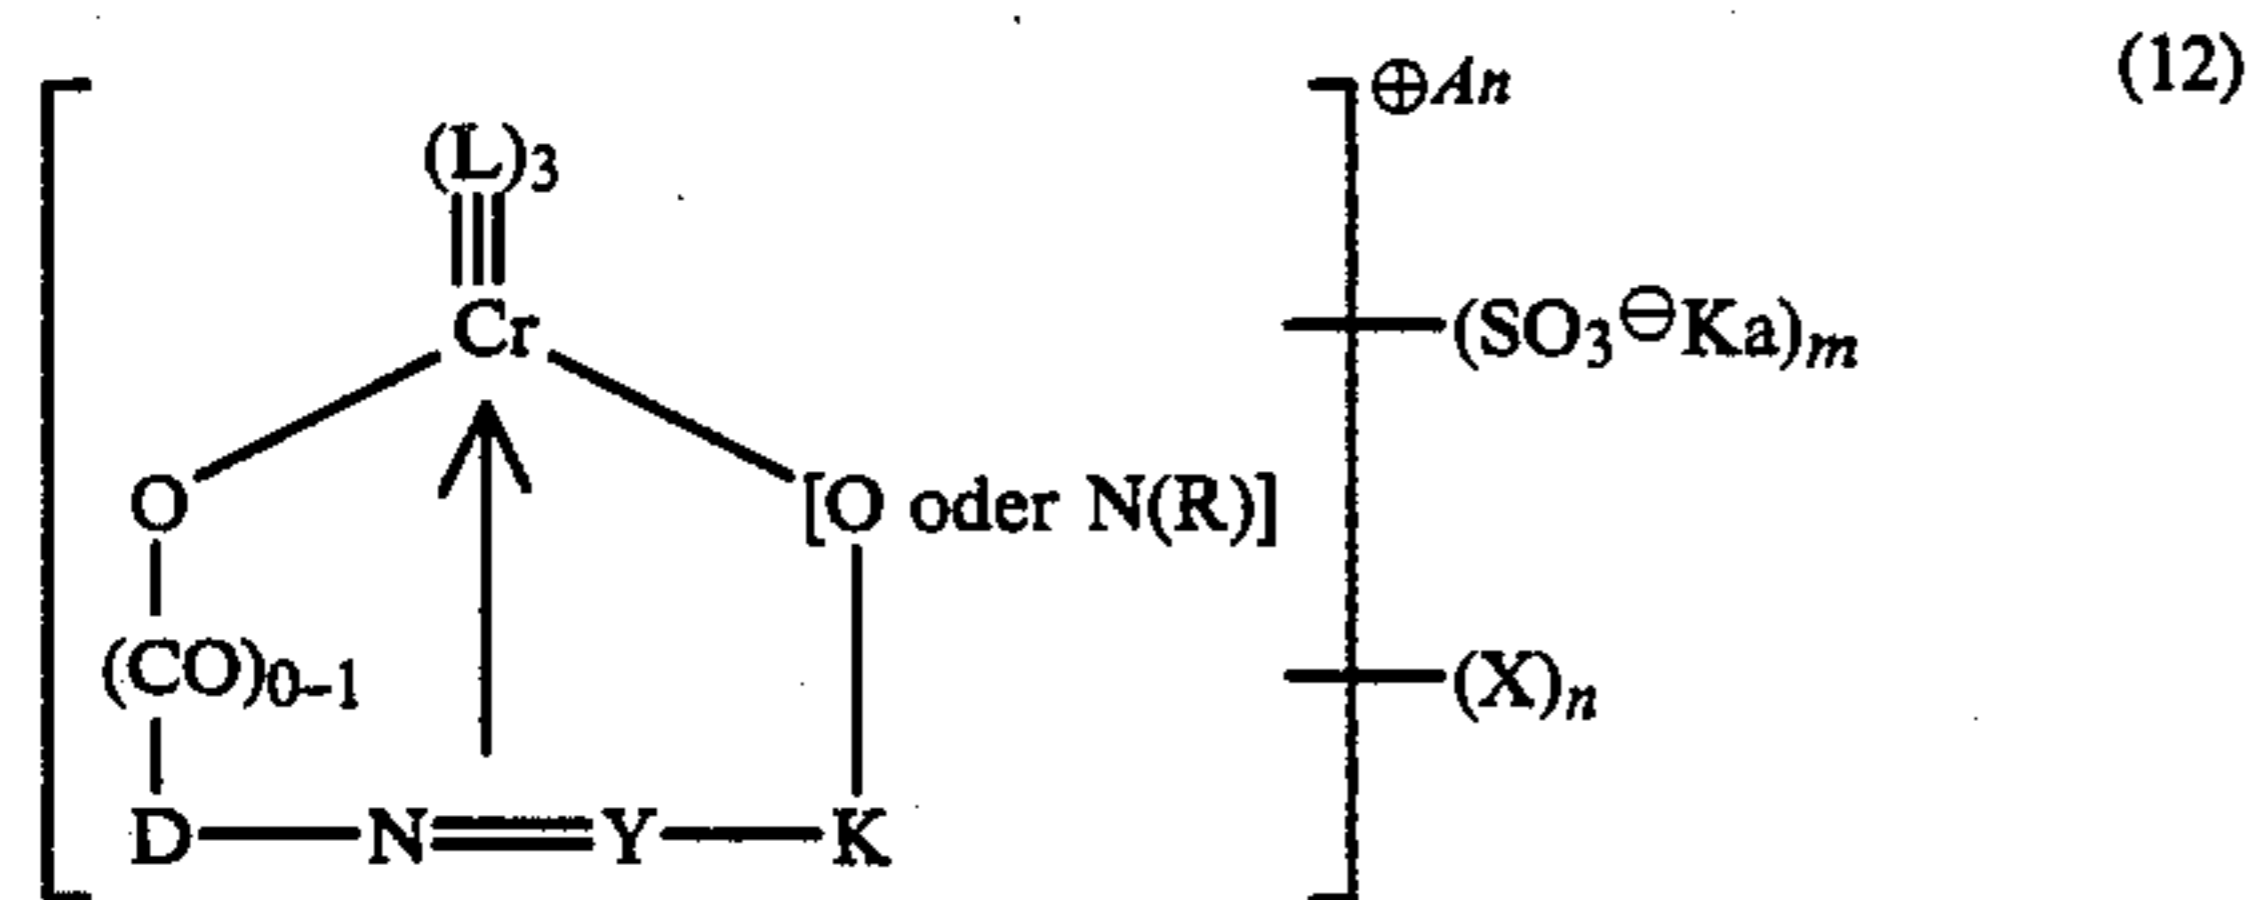 (12)
⊕An
(L)3
Cr
(SO3⊖Ka)m
O [O oder N(R)]
(CO)0-1
(X)n
D N Y K